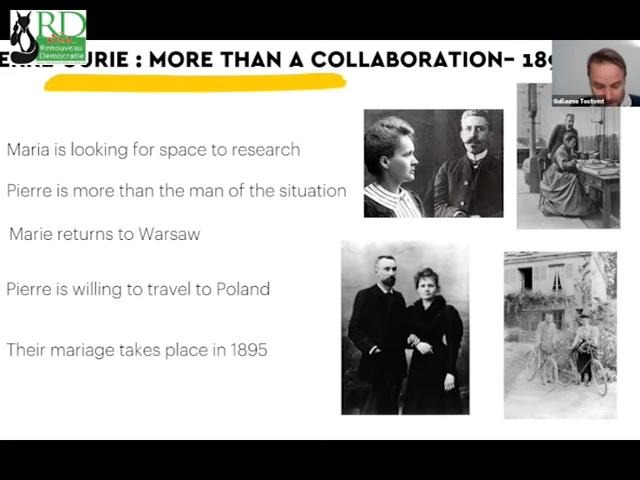 RD
Renouveau
Démocratie
CURIE : MORE THAN A COLLABORATION- 189
Guillaume Tostivint
Maria is looking for space to research
Pierre is more than the man of the situation
Marie returns to Warsaw
Pierre is willing to travel to Poland
Their mariage takes place in 1895